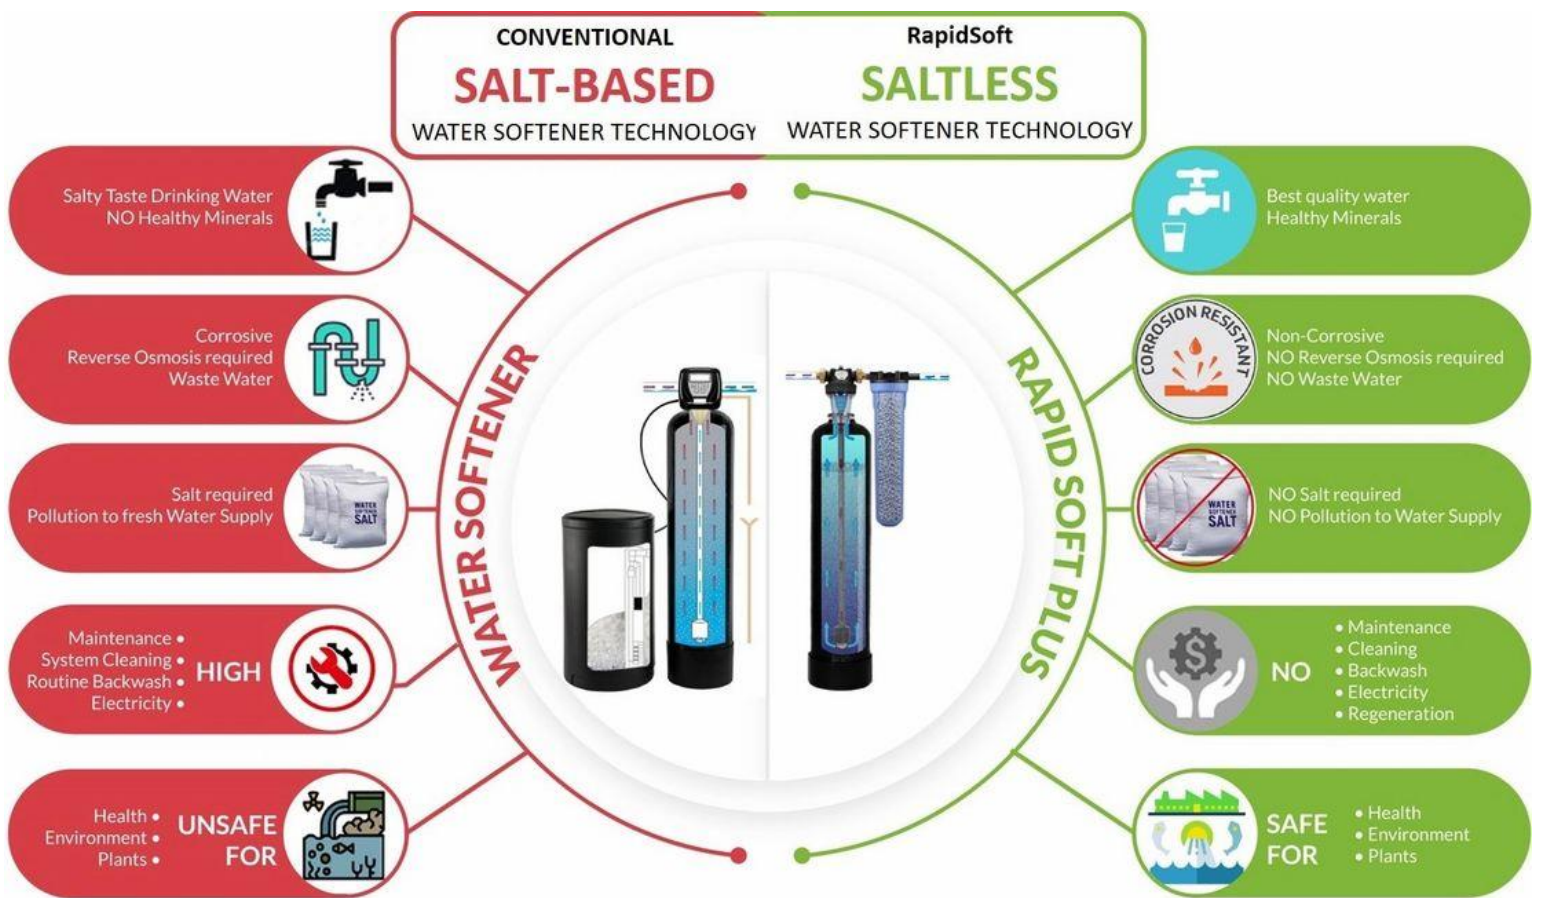 CONVENTIONAL
SALT-BASED
WATER SOFTENER TECHNOLOGY
RapidSoft
SALTLESS
WATER SOFTENER TECHNOLOGY
Salty Taste Drinking Water
NO Healthy Minerals
Corrosive
Reverse Osmosis required
Waste Water
Salt required
Pollution to fresh Water Supply
WATER
SOFTENER
SALT
Maintenance •
System Cleaning •
Routine Backwash •
Electricity •
HIGH
Health •
Environment •
Plants •
UNSAFE
FOR
WATER SOFTENER
RAPID SOFT PLUS
Best quality water
Healthy Minerals
CORROSION RESISTANT
Non-Corrosive
NO Reverse Osmosis required
NO Waste Water
WATER
SOFTENER
SALT
NO Salt required
NO Pollution to Water Supply
$
NO
• Maintenance
• Cleaning
• Backwash
• Electricity
• Regeneration
SAFE
FOR
• Health
• Environment
• Plants